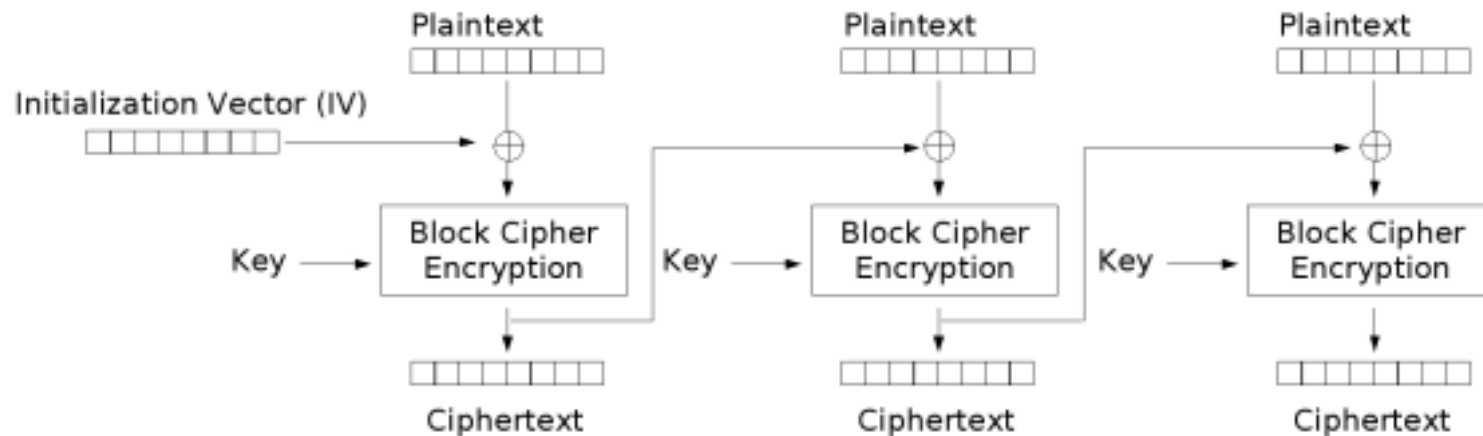 Plaintext
Plaintext
Plaintext
Initialization Vector (IV)
Key
Block Cipher
Encryption
Key
Block Cipher
Encryption
Key
Block Cipher
Encryption
Ciphertext
Ciphertext
Ciphertext